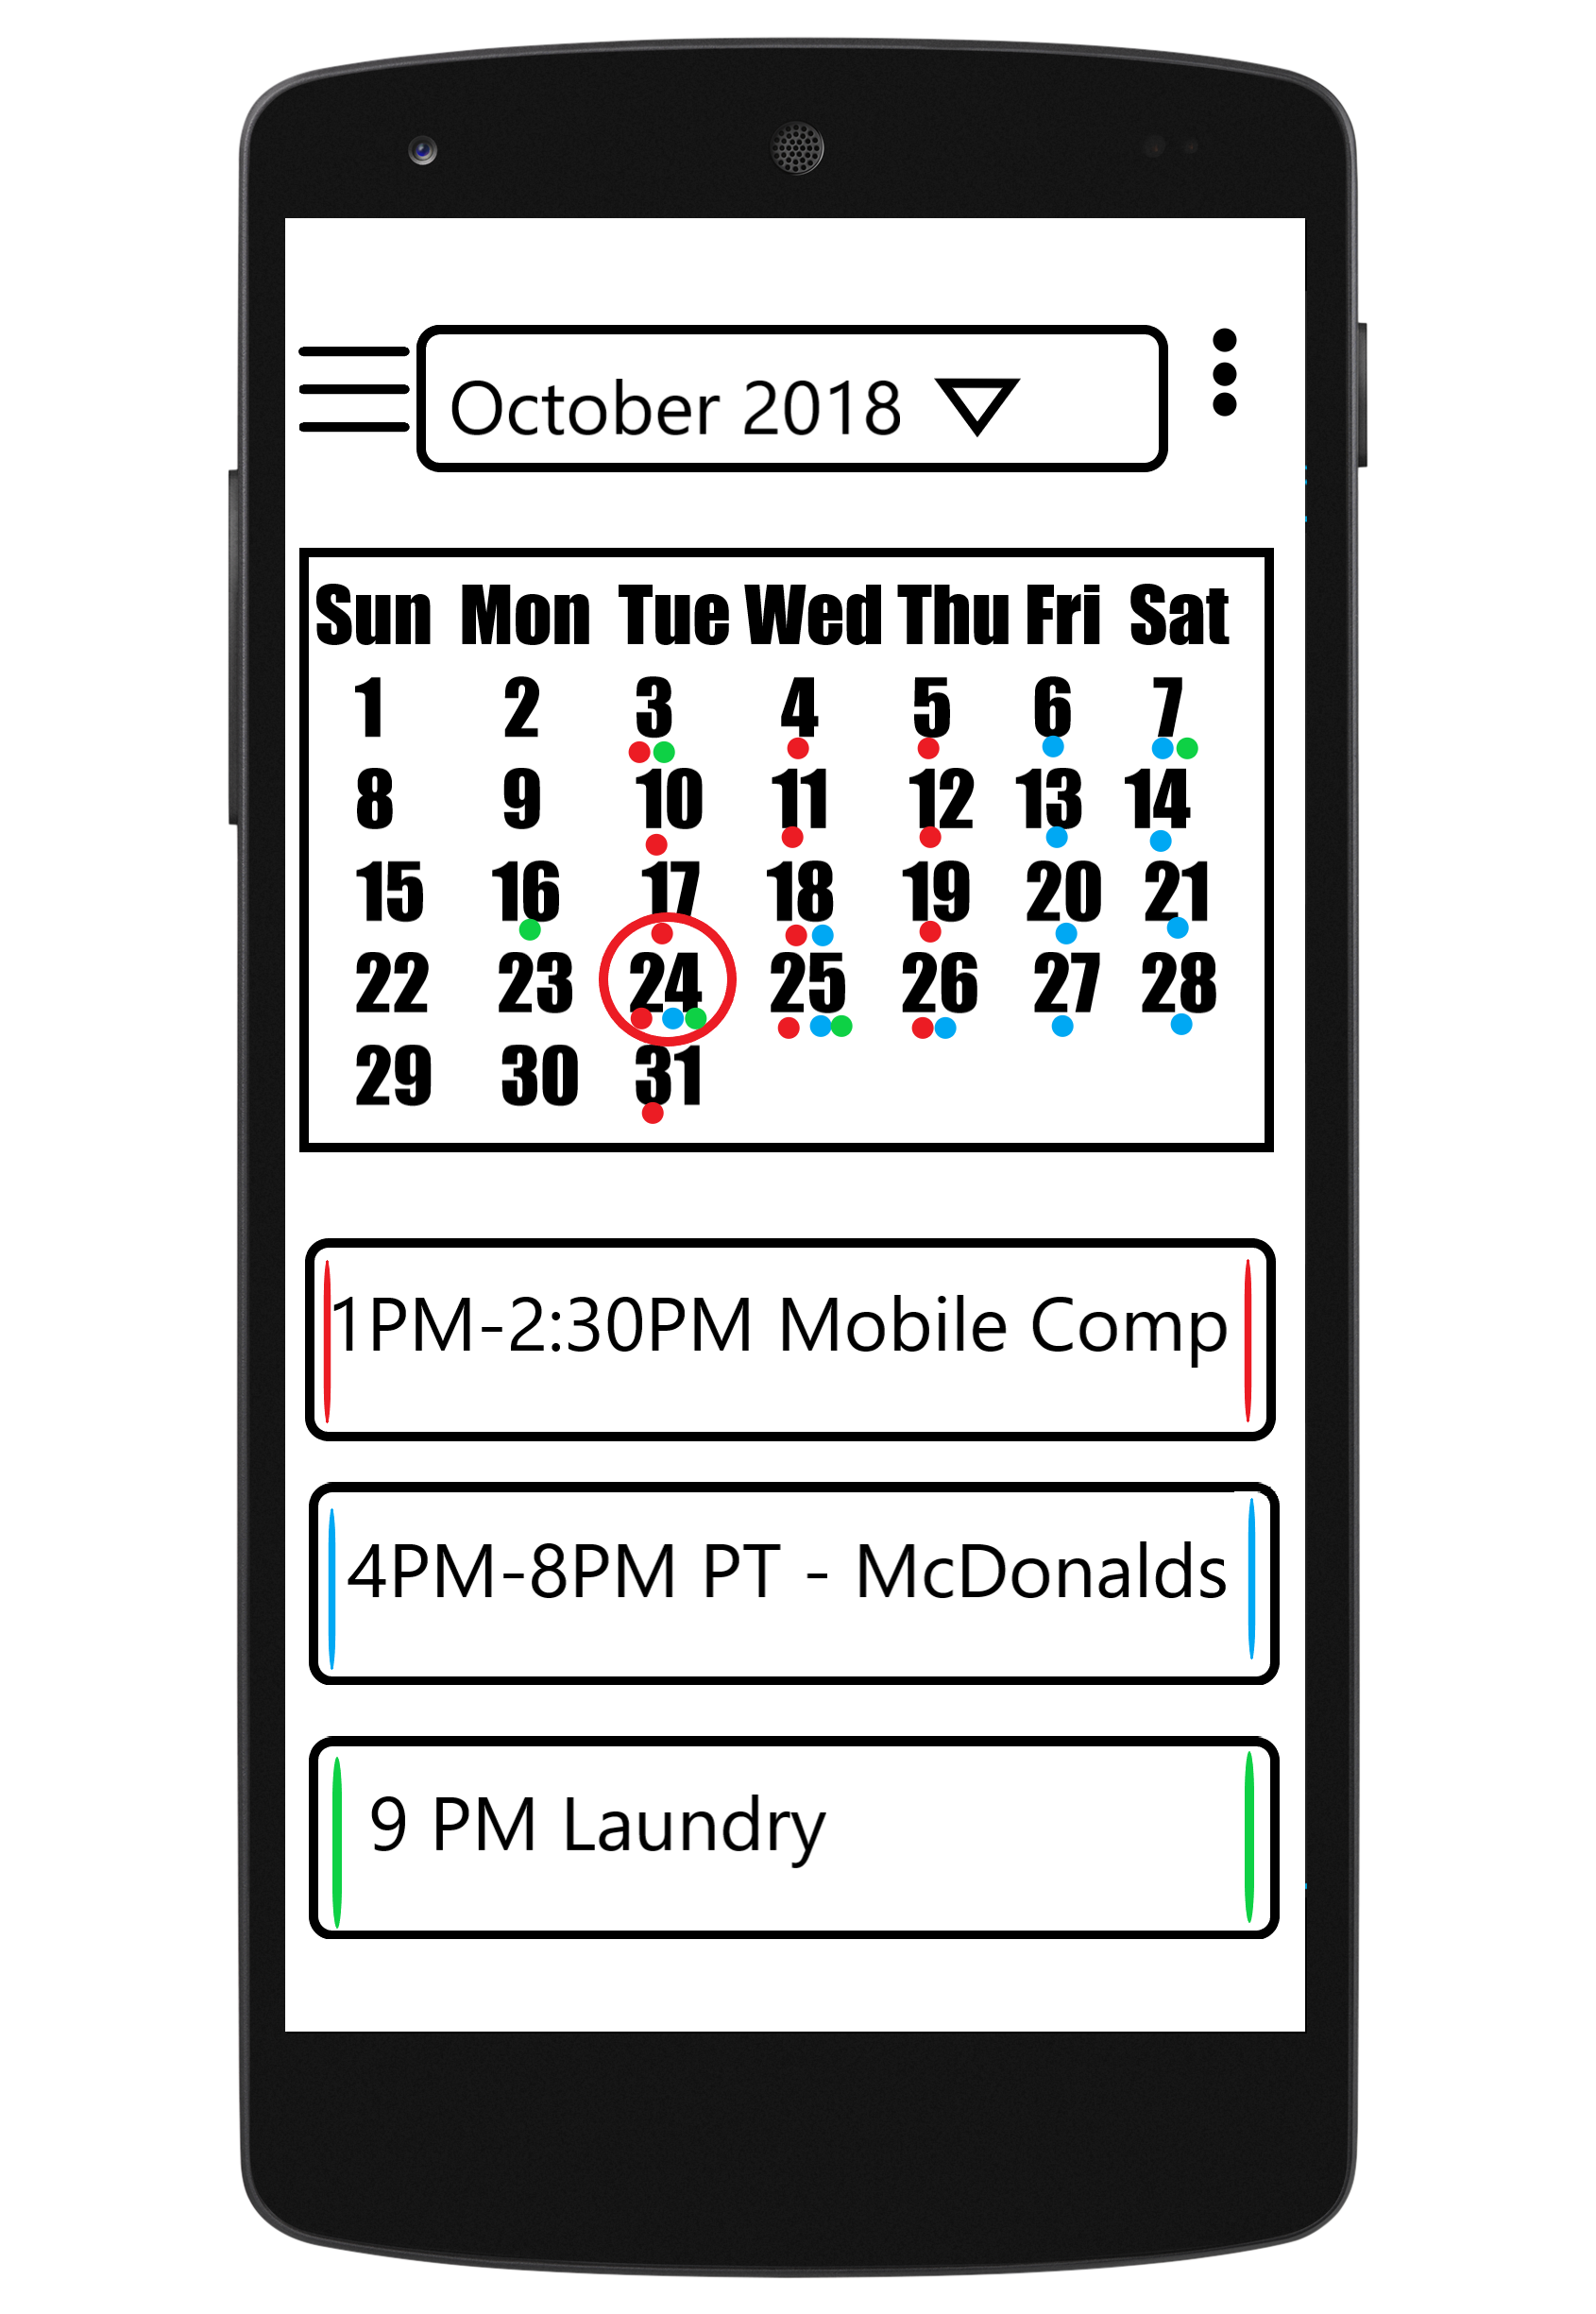 October 2018
Sun Mon Tue Wed Thu Fri Sat
1 2 3 4 5 6 7
8 9 10 11 12 13 14
15 16 17 18 19 20 21
22 23 24 25 26 27 28
29 30 31
1PM-2:30PM Mobile Comp
4PM-8PM PT - McDonalds
9 PM Laundry